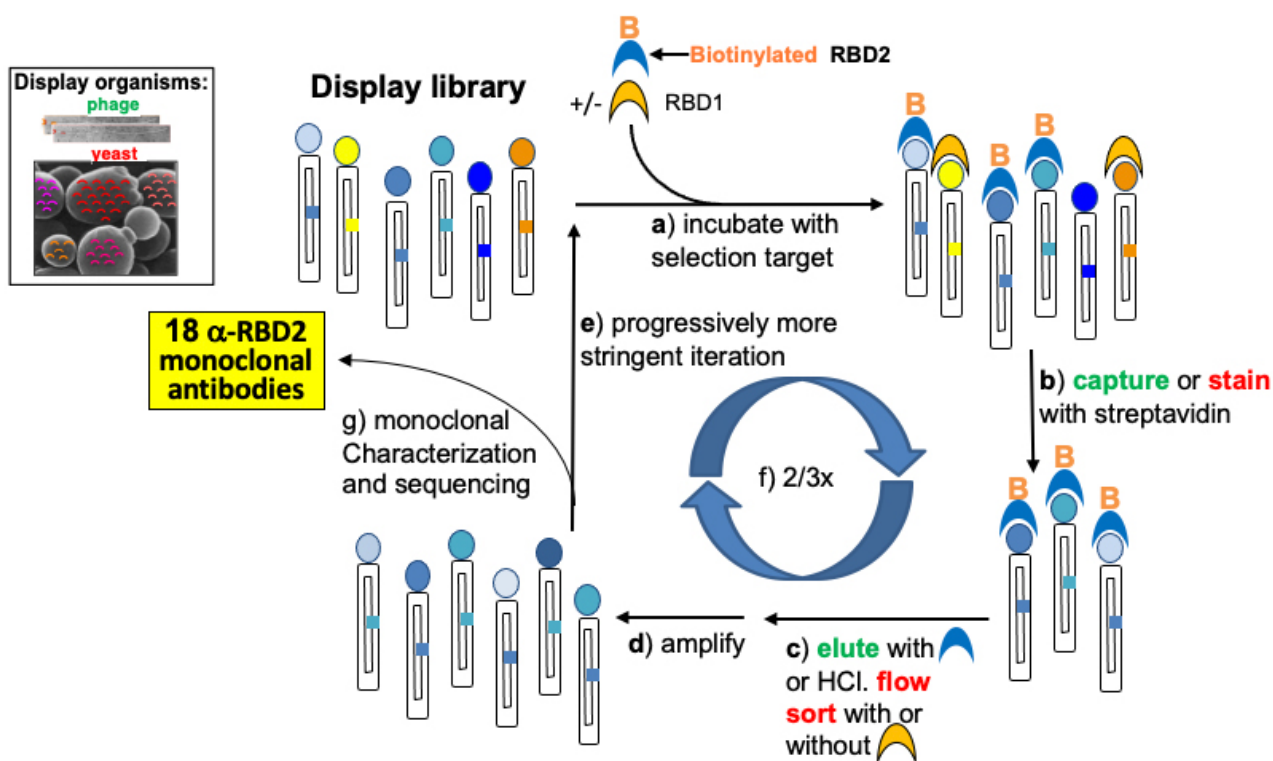 Display organisms:
phage
yeast
Display library
B
Biotinylated RBD2
+/-
RBD1
B
B
B
a) incubate with
selection target
b) capture or stain
with streptavidin
B
B
B
c) elute with
or HCl. flow
sort with or
without
d) amplify
e) progressively more
stringent iteration
f) 2/3x
g) monoclonal
Characterization
and sequencing
18 α-RBD2
monoclonal
antibodies